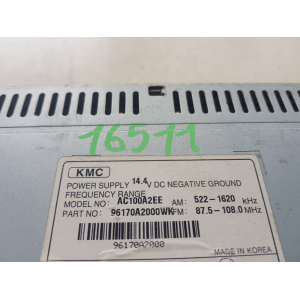 16511
KMC
POWER SUPPLY 14.4V DC NEGATIVE GROUND
FREQUENCY RANGE
MODEL NO: AC100A2EE AM: 522-1620 kHz
PART NO: 96170A2000WK FM: 87.5-108.0 MHz
MADE IN KOREA
96170A2000